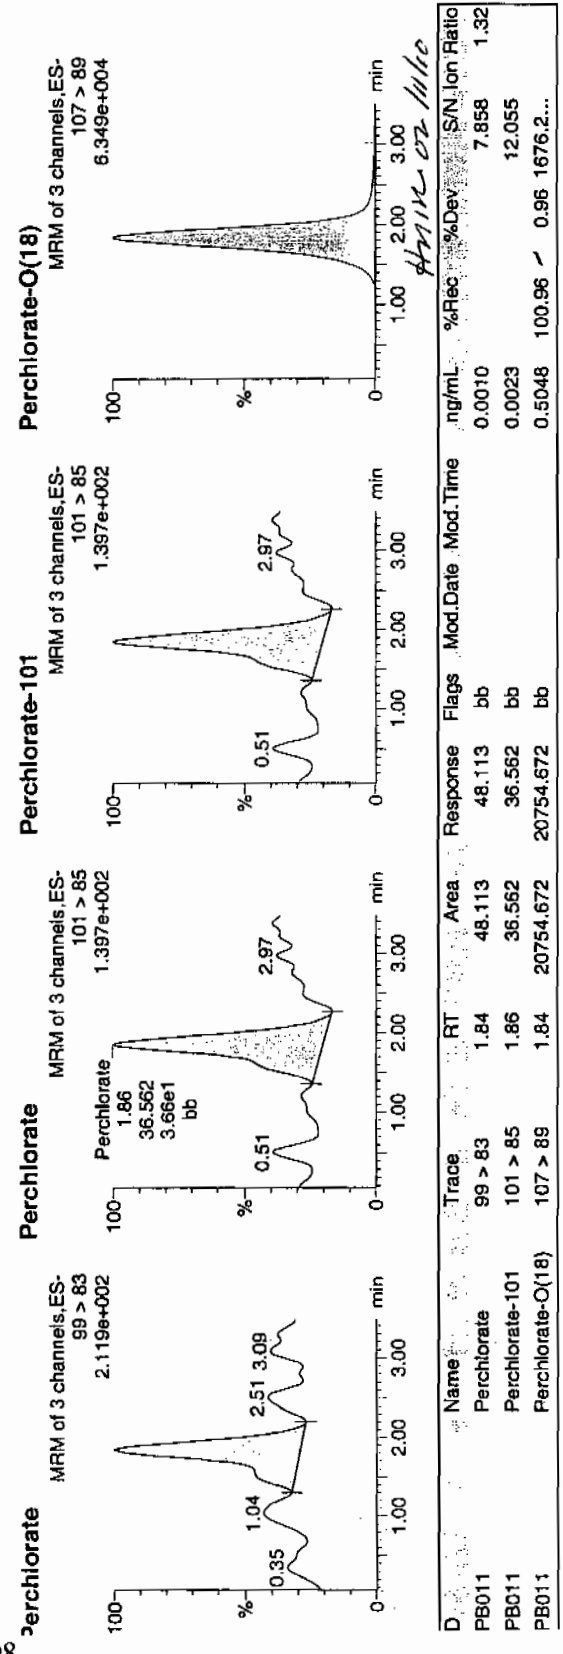 Perchlorate
MRM of 3 channels,ES-
99 > 83
2.119e+002
100
%
0
0.35
1.04
2.51
3.09
1.00
2.00
3.00
min
Perchlorate
MRM of 3 channels,ES-
101 > 85
1.397e+002
Perchlorate
1.86
36.562
3.66e1
bb
100
%
0
0.51
2.97
1.00
2.00
3.00
min
Perchlorate-101
MRM of 3 channels,ES-
101 > 85
1.397e+002
100
%
0
0.51
2.97
1.00
2.00
3.00
min
Perchlorate-O(18)
MRM of 3 channels,ES-
107 > 89
6.349e+004
100
%
0
1.00
2.00
3.00
min
D Name Trace RT Area Response Flags Mod.Date Mod.Time ng/mL %Rec %Dev S/N Ion Ratio
PB011 Perchlorate 99 > 83 1.84 48.113 48.113 bb 0.0010 7.858 1.32
PB011 Perchlorate-101 101 > 85 1.86 36.562 36.562 bb 0.0023 12.055
PB011 Perchlorate-O(18) 107 > 89 1.84 20754.672 20754.672 bb 0.5048 100.96 0.96 1676.2...